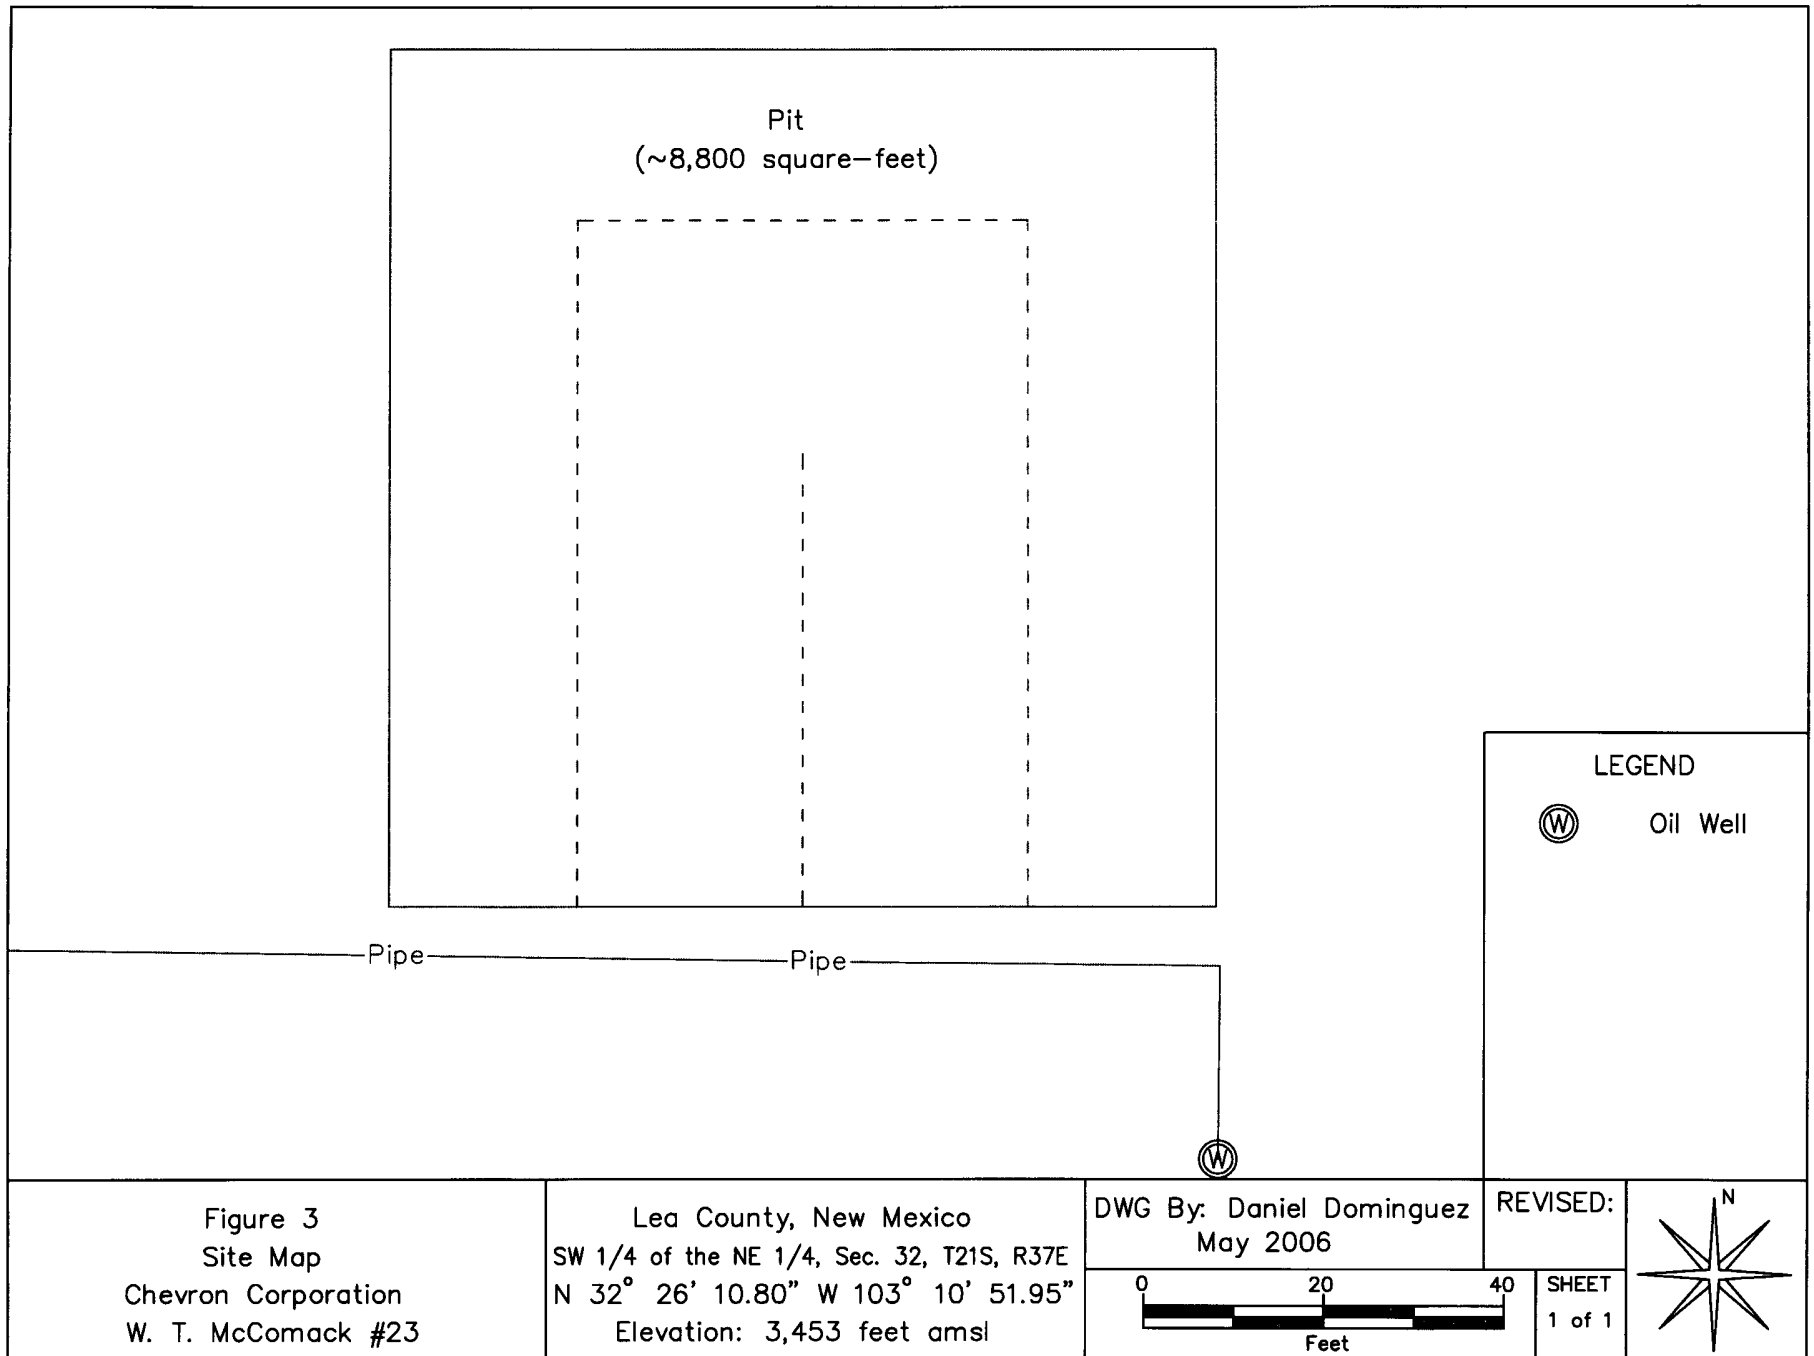 Pit
(~8,800 square-feet)
LEGEND
W Oil Well
Pipe Pipe
W
Figure 3
Site Map
Chevron Corporation
W. T. McComack #23
Lea County, New Mexico
SW 1/4 of the NE 1/4, Sec. 32, T21S, R37E
N 32° 26' 10.80" W 103° 10' 51.95"
Elevation: 3,453 feet amsl
DWG By: Daniel Dominguez
May 2006
REVISED:
0 20 40
Feet
SHEET
1 of 1
N